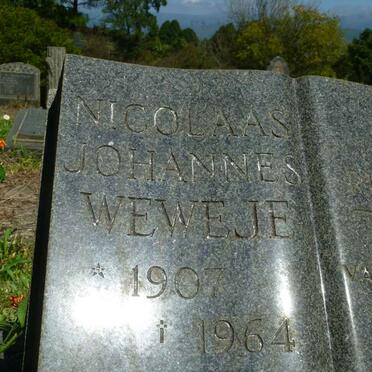 NICOLAAS
JOHANNES
WEWEJE
* 1907
† 1964